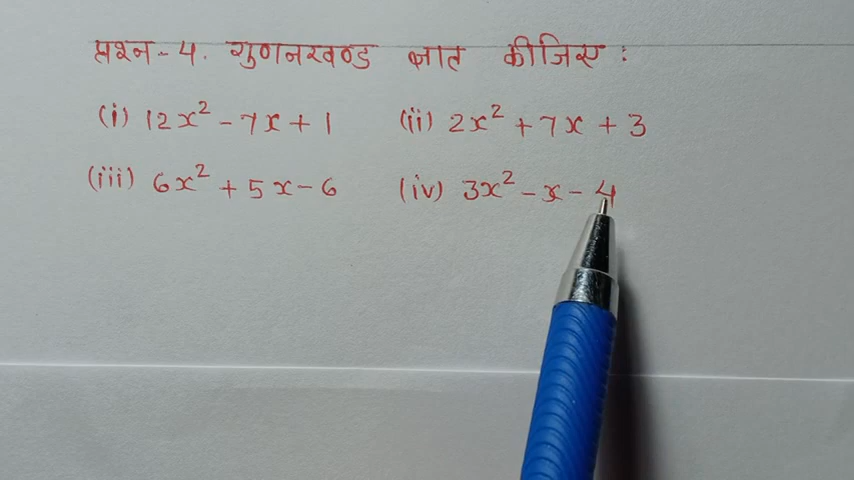 प्रश्न-4. गुणनखण्ड ज्ञात कीजिए:
(i) 12x² - 7x + 1 (ii) 2x² + 7x + 3
(iii) 6x² + 5x - 6 (iv) 3x² - x - 4